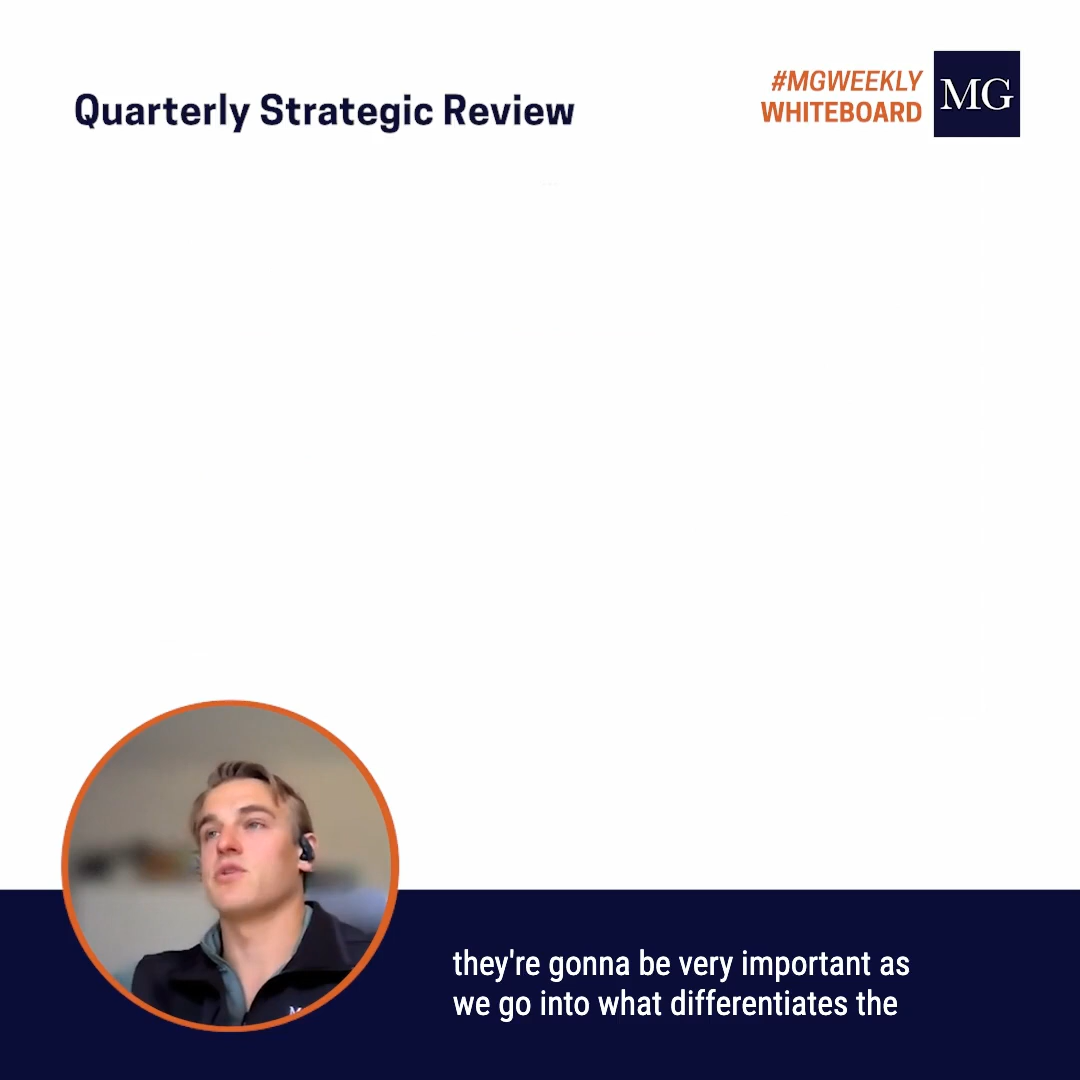 Quarterly Strategic Review
#MGWEEKLY
WHITEBOARD
MG
they're gonna be very important as
we go into what differentiates the